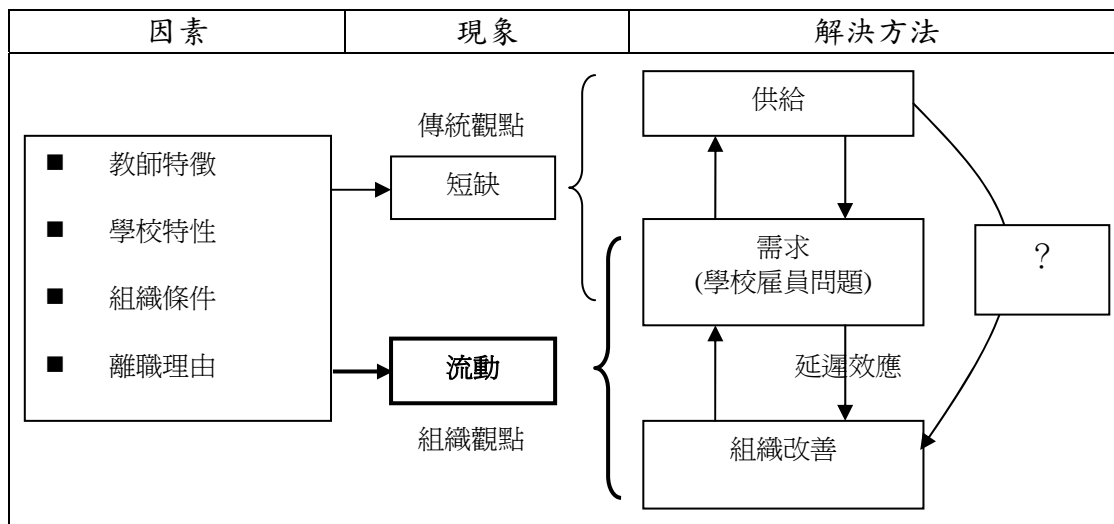 因素
現象
解決方法
■ 教師特徵
■ 學校特性
■ 組織條件
■ 離職理由
傳統觀點
短缺
流動
組織觀點
供給
需求
(學校雇員問題)
延遲效應
組織改善
?